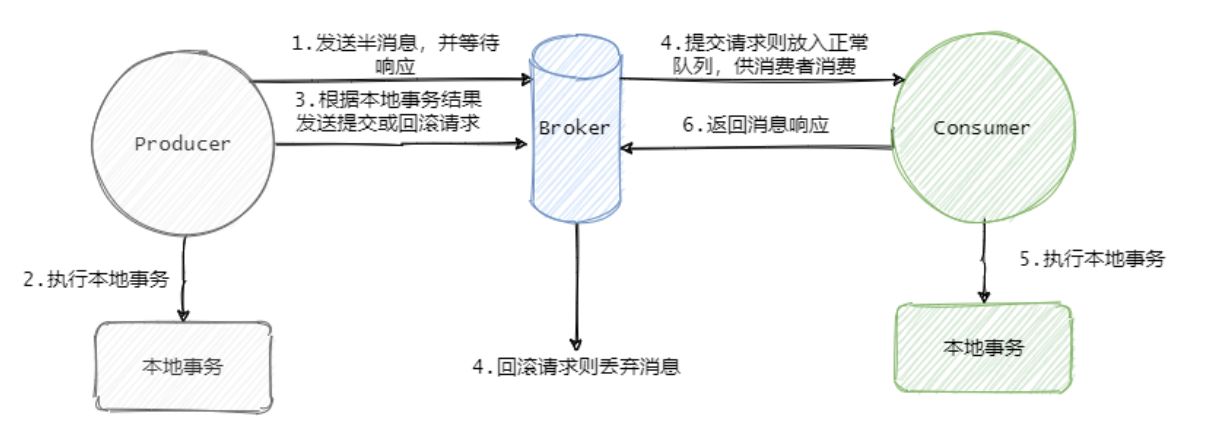 1.发送半消息，并等待
响应
4.提交请求则放入正常
队列，供消费者消费
3.根据本地事务结果
发送提交或回滚请求
Producer
Broker
6.返回消息响应
Consumer
2.执行本地事务
5.执行本地事务
本地事务
4.回滚请求则丢弃消息
本地事务